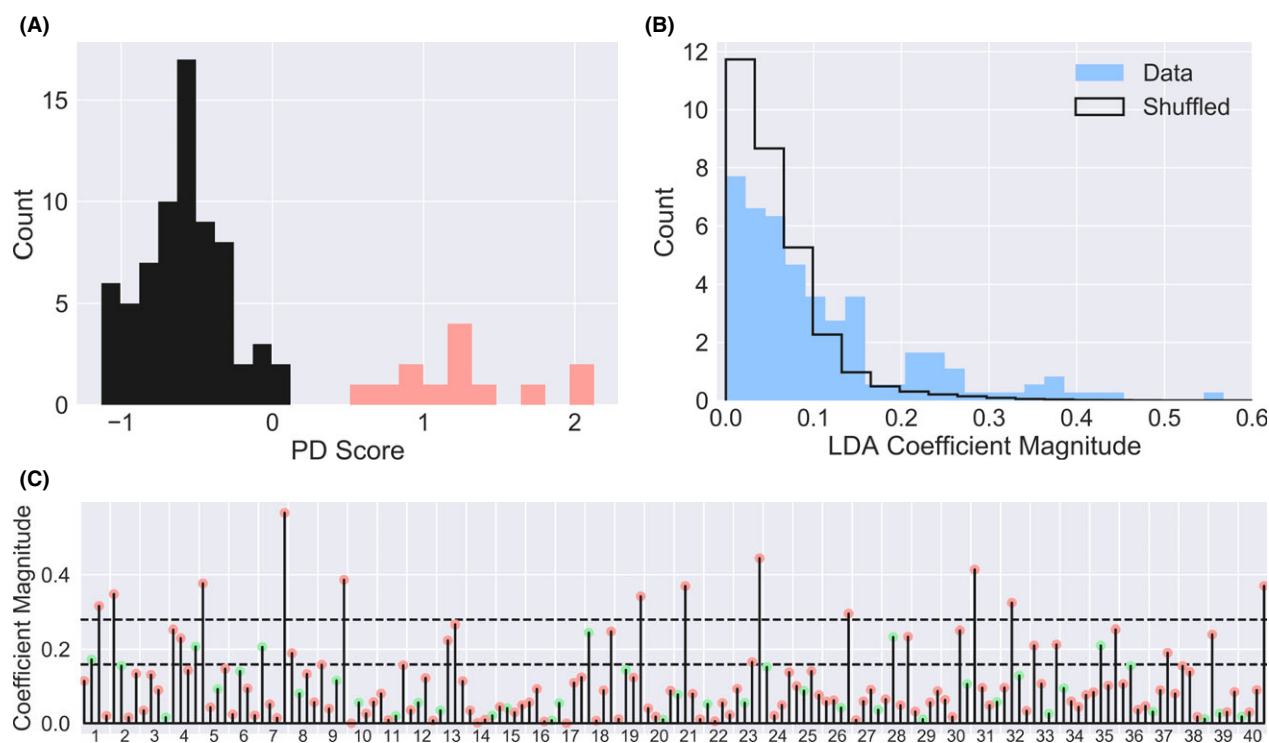 (A)
15
10
5
0
Count
−1 0 1 2
PD Score
(B)
12
10
8
6
4
2
0
Count
Data
Shuffled
0.0 0.1 0.2 0.3 0.4 0.5 0.6
LDA Coefficient Magnitude
(C)
Coefficient Magnitude
0.4
0.2
0.0
1 2 3 4 5 6 7 8 9 10 11 12 13 14 15 16 17 18 19 20 21 22 23 24 25 26 27 28 29 30 31 32 33 34 35 36 37 38 39 40